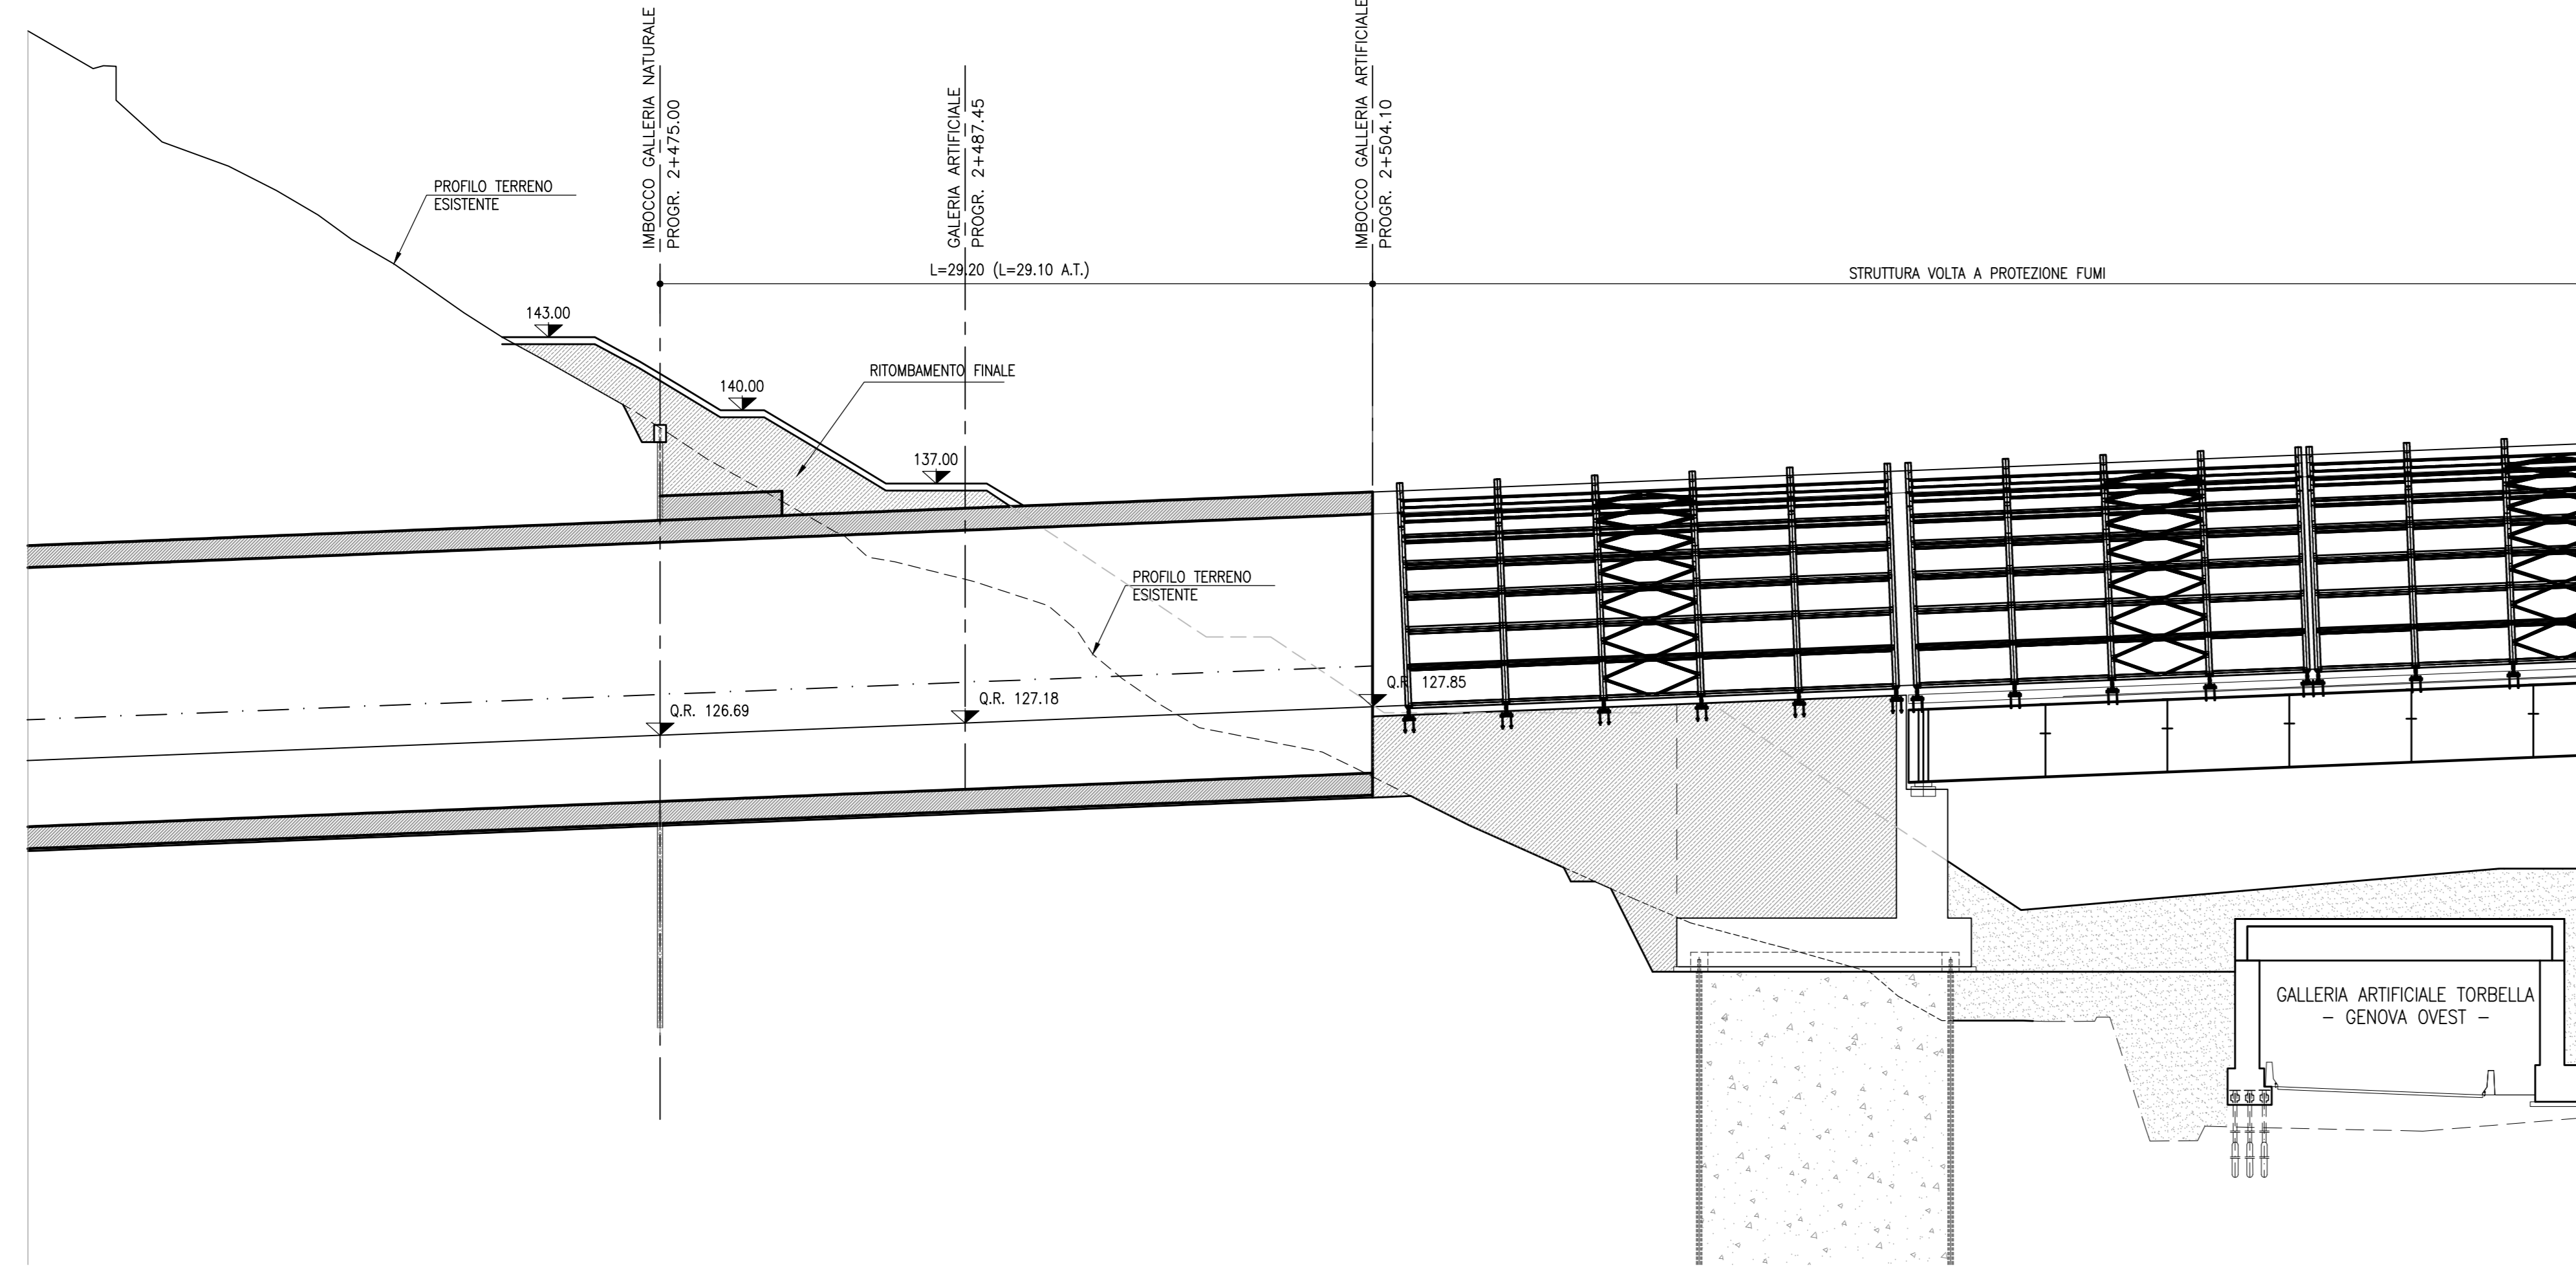 IMBOCCO GALLERIA NATURALE
PROGR. 2+475.00
GALERIA ARTIFICIALE
PROGR. 2+487.45
IMBOCCO GALLERIA ARTIFICIALE
PROGR. 2+504.10
PROFILO TERRENO
ESISTENTE
L=29.20 (L=29.10 A.T.)
STRUTTURA VOLTA A PROTEZIONE FUMI
143.00
140.00
RITOMBAMENTO FINALE
137.00
PROFILO TERRENO
ESISTENTE
Q.R. 126.69
Q.R. 127.18
Q.R. 127.85
GALLERIA ARTIFICIALE TORBELLA
- GENOVA OVEST -